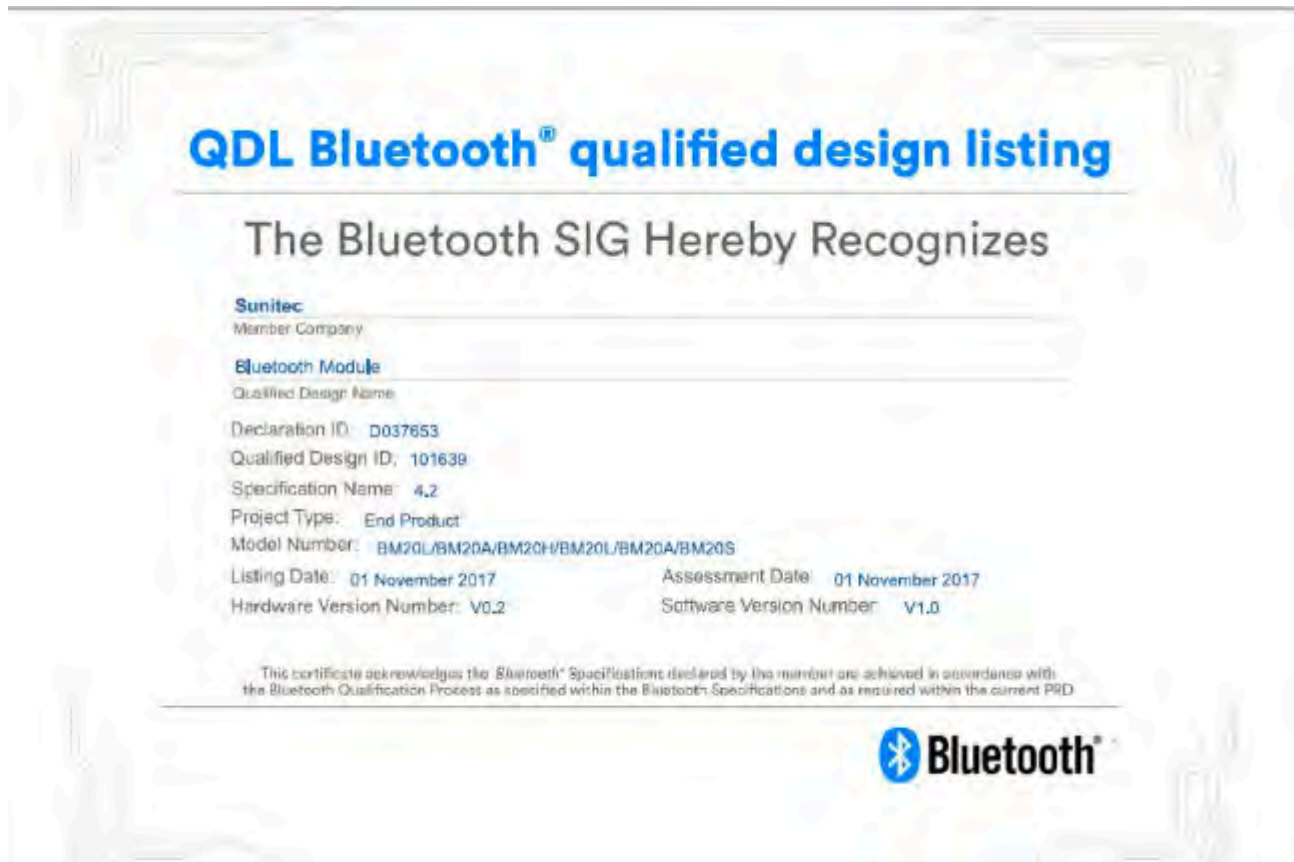 QDL Bluetooth® qualified design listing
The Bluetooth SIG Hereby Recognizes
Sunitec
Member Company
Bluetooth Module
Qualified Design Name
Declaration ID: D037653
Qualified Design ID: 101639
Specification Name: 4.2
Project Type: End Product
Model Number: BM20L/BM20A/BM20H/BM20L/BM20A/BM20S
Listing Date: 01 November 2017 Assessment Date: 01 November 2017
Hardware Version Number: V0.2 Software Version Number: V1.0
This certificate acknowledges the Bluetooth® Specifications declared by the member are achieved in accordance with
the Bluetooth Qualification Process as specified within the Bluetooth Specifications and as required within the current PRD
Bluetooth®